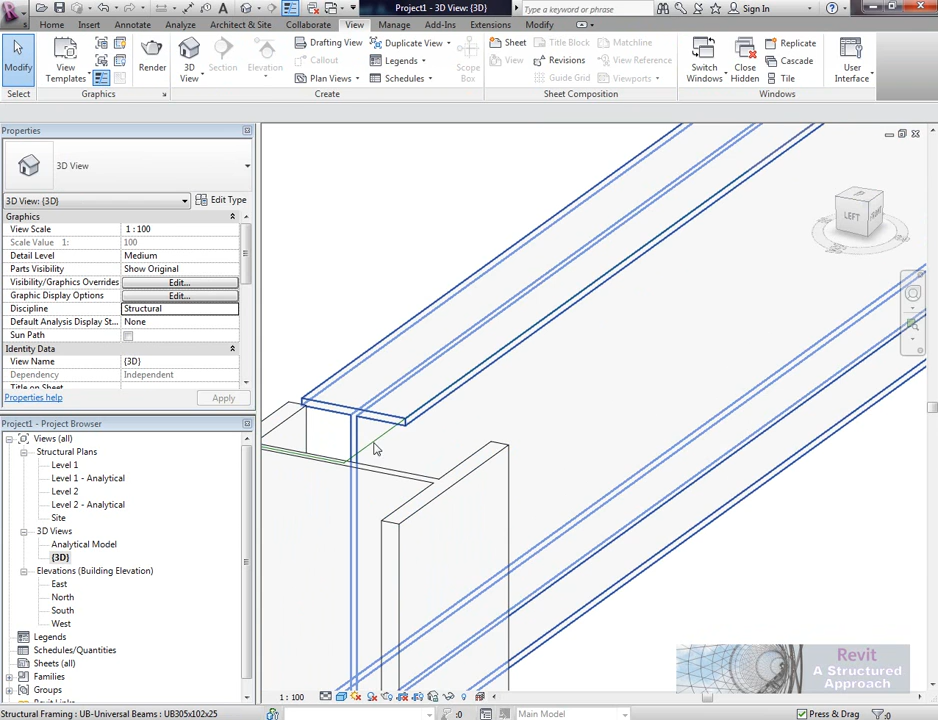 Project1 - 3D View: {3D}
Type a keyword or phrase
Sign In
Home Insert Annotate Analyze Architect & Site Collaborate View Manage Add-Ins Extensions Modify
Modify
View Templates
Render
3D View
Section
Elevation
Drafting View
Callout
Plan Views
Duplicate View
Legends
Schedules
Scope Box
Sheet
View
Title Block
Revisions
Guide Grid
Matchline
View Reference
Viewports
Switch Windows
Close Hidden
Replicate
Cascade
Tile
User Interface
Select Graphics Create Sheet Composition Windows
Properties
3D View
3D View: {3D} Edit Type
Graphics
View Scale 1 : 100
Scale Value 1: 100
Detail Level Medium
Parts Visibility Show Original
Visibility/Graphics Overrides Edit...
Graphic Display Options Edit...
Discipline Structural
Default Analysis Display St... None
Sun Path
Identity Data
View Name {3D}
Dependency Independent
Title on Sheet
Properties help Apply
Project1 - Project Browser
Views (all)
Structural Plans
Level 1
Level 1 - Analytical
Level 2
Level 2 - Analytical
Site
3D Views
Analytical Model
{3D}
Elevations (Building Elevation)
East
North
South
West
Legends
Schedules/Quantities
Sheets (all)
Families
Groups
LEFT
FRONT
Revit
A Structured
Approach
1 : 100
Structural Framing : UB-Universal Beams : UB305x102x25
:0
Main Model
Press & Drag
:0